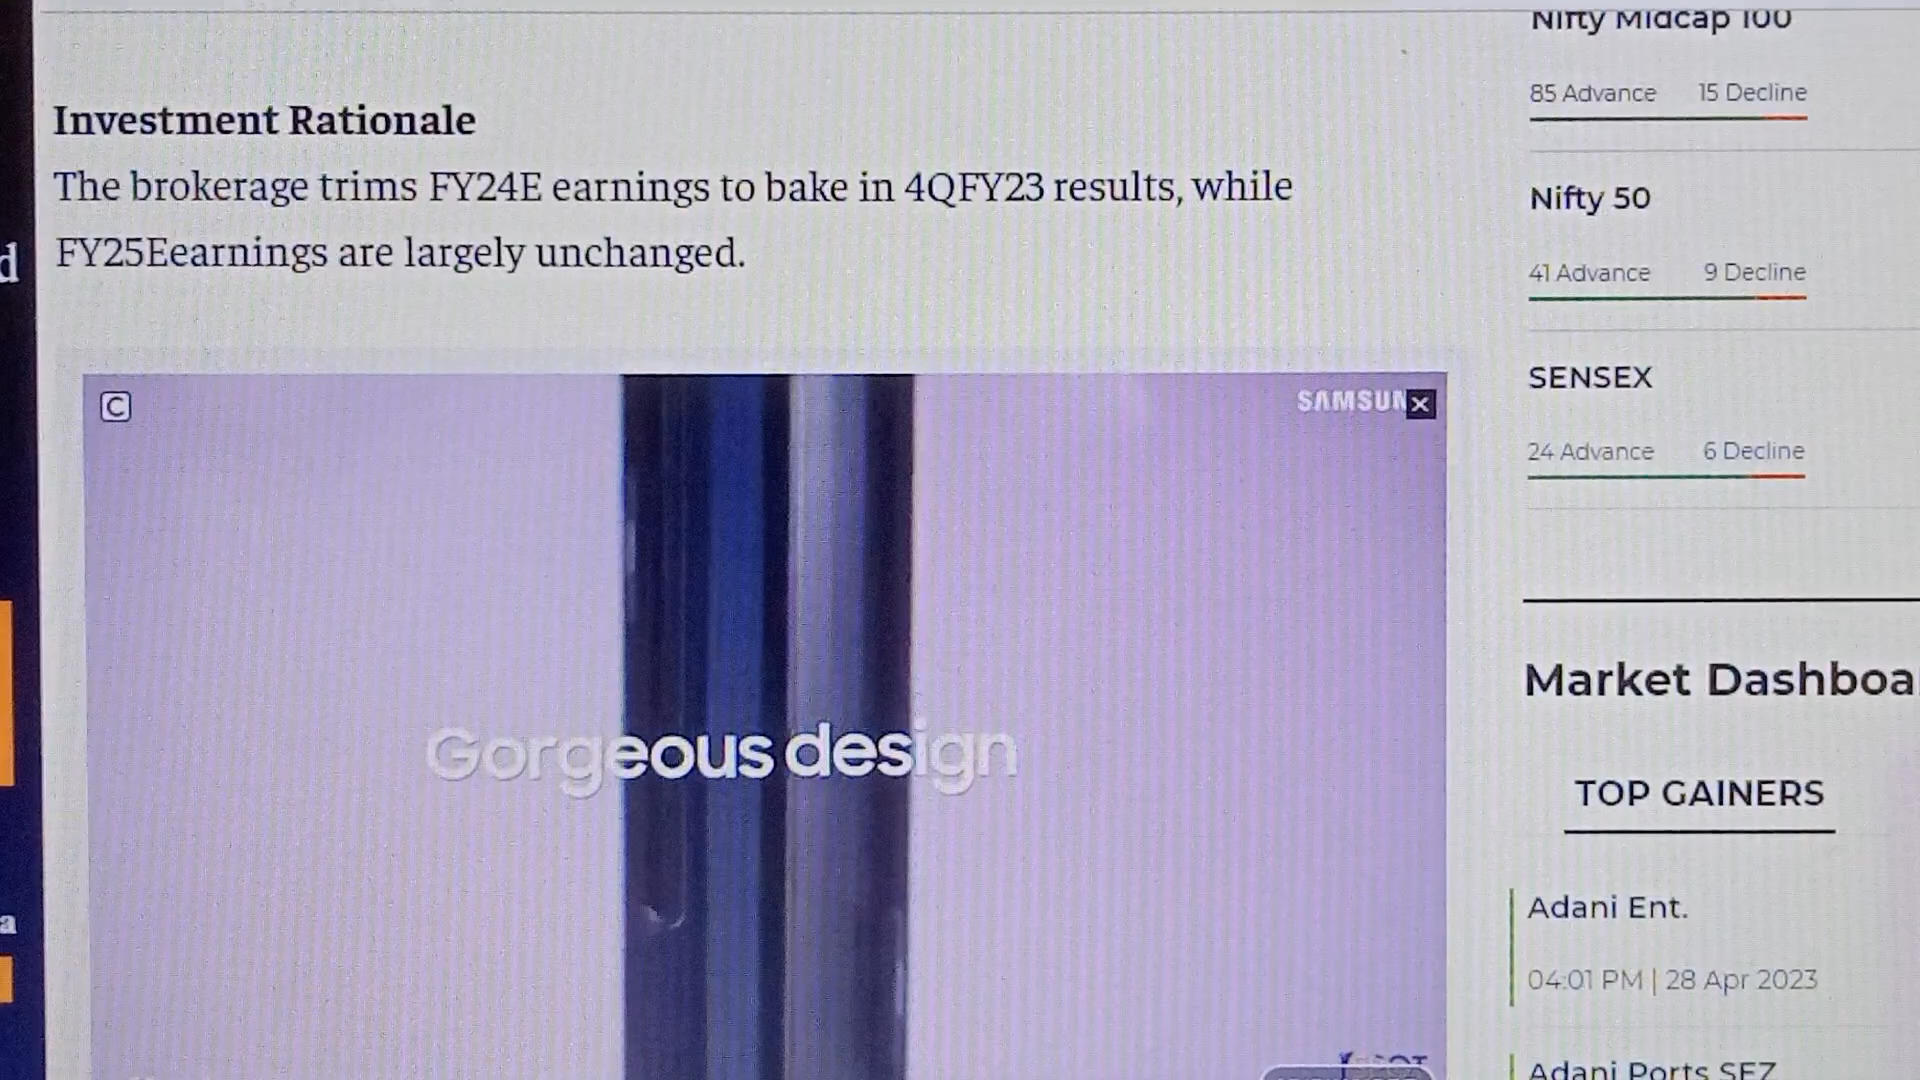 Investment Rationale
The brokerage trims FY24E earnings to bake in 4QFY23 results, while
FY25Eearnings are largely unchanged.
SAMSUN
Gorgeous design
Nifty Midcap 100
85 Advance 15 Decline
Nifty 50
41 Advance 9 Decline
SENSEX
24 Advance 6 Decline
Market Dashboa
TOP GAINERS
Adani Ent.
04:01 PM | 28 Apr 2023
Adani Ports SEZ
d
a